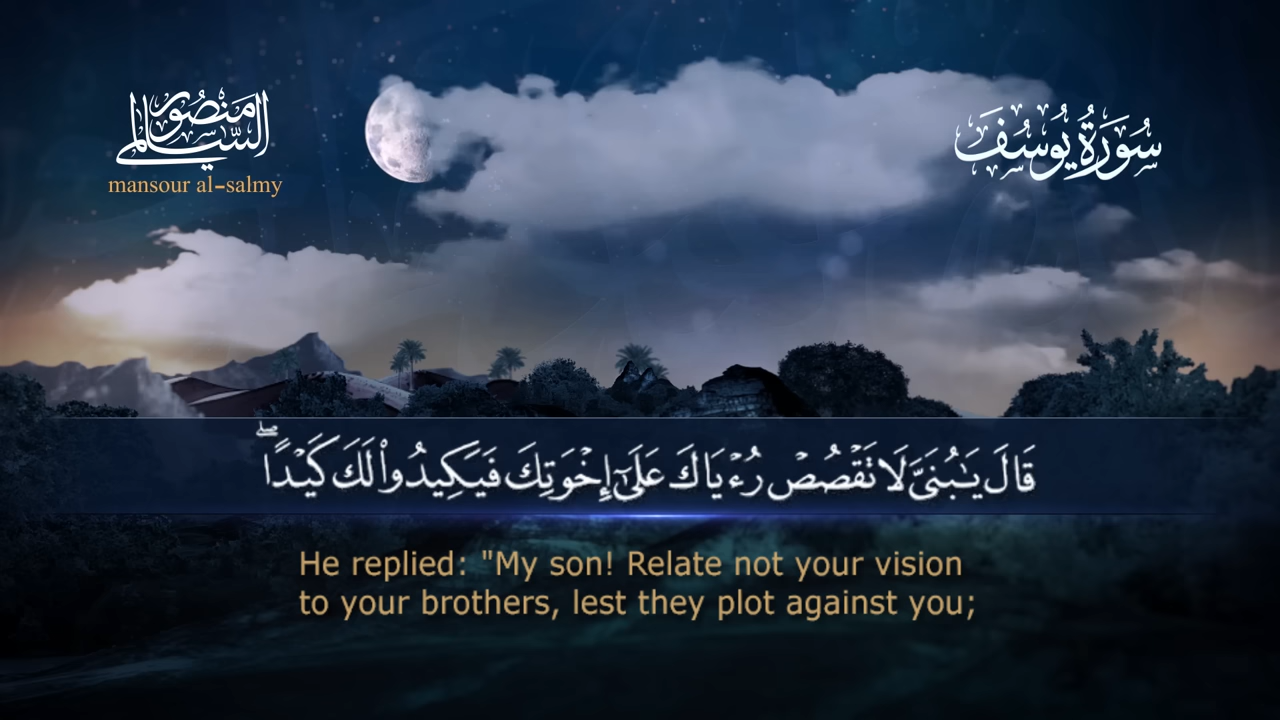 منصور السالمي
mansour al-salmy
سُورَةُ يُوسُفَ
قَالَ يَٰبُنَىَّ لَا تَقْصُصْ رُءْيَاكَ عَلَىٰٓ إِخْوَتِكَ فَيَكِيدُوا۟ لَكَ كَيْدًا ۖ
He replied: "My son! Relate not your vision
to your brothers, lest they plot against you;